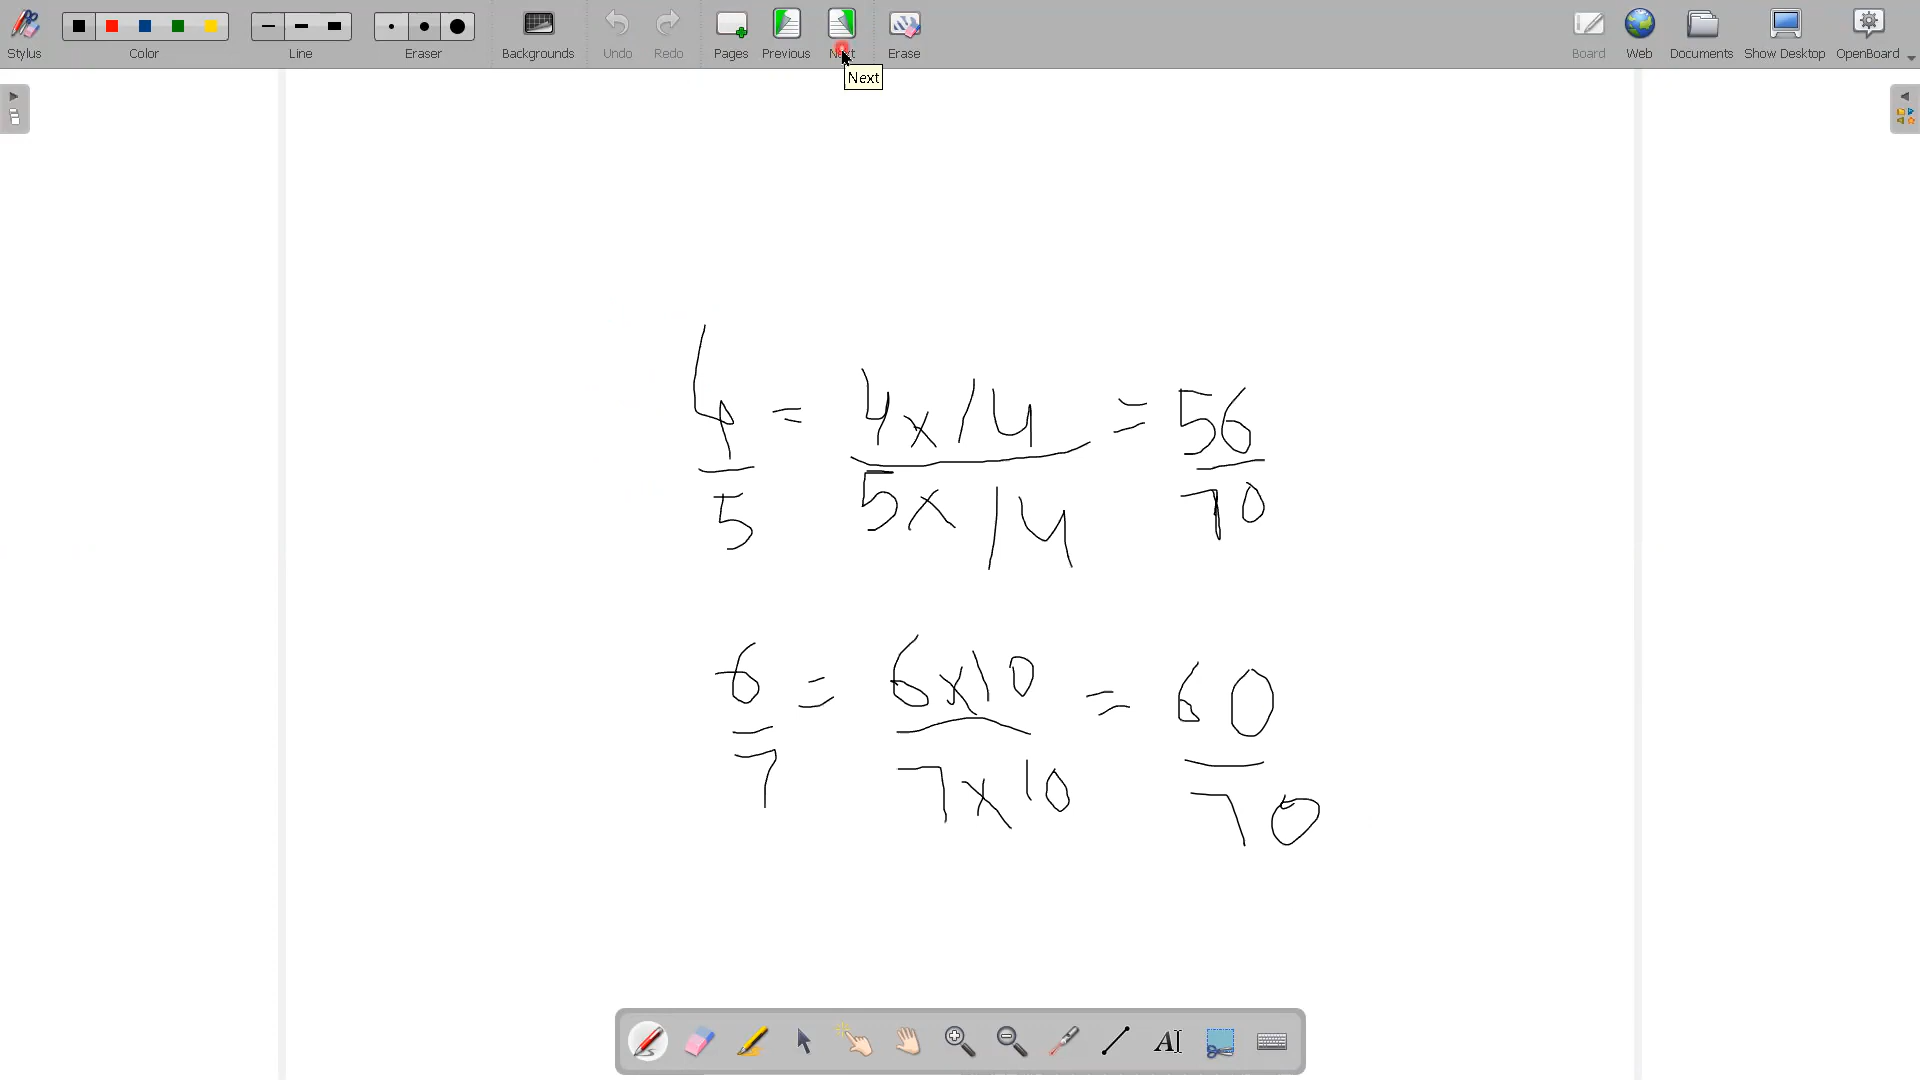 Stylus Color Line Eraser Backgrounds Undo Redo Pages Previous Next Erase Board Web Documents Show Desktop OpenBoard
Next
4/5 = 4x14/5x14 = 56/70
6/7 = 6x10/7x10 = 60/70
AI